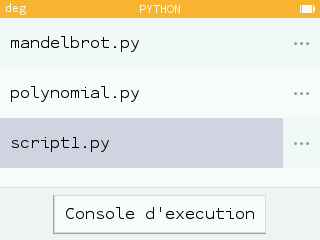 deg PYTHON
mandelbrot.py
polynomial.py
script1.py
Console d'execution